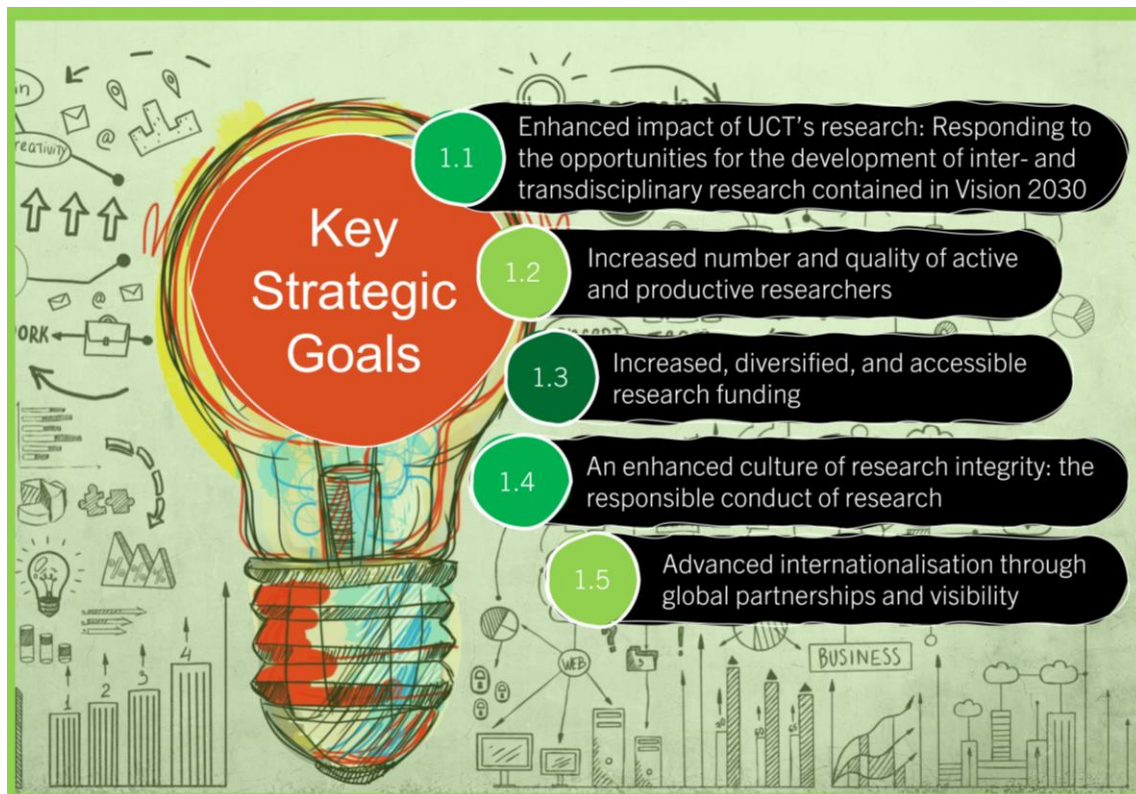 Key
Strategic
Goals
1.1
Enhanced impact of UCT's research: Responding to
the opportunities for the development of inter- and
transdisciplinary research contained in Vision 2030
1.2
Increased number and quality of active
and productive researchers
1.3
Increased, diversified, and accessible
research funding
1.4
An enhanced culture of research integrity: the
responsible conduct of research
1.5
Advanced internationalisation through
global partnerships and visibility
in
@
REATIVITY
@
ORK
%
%
%
1
2
3
4
?
!
WEB
BUSINESS